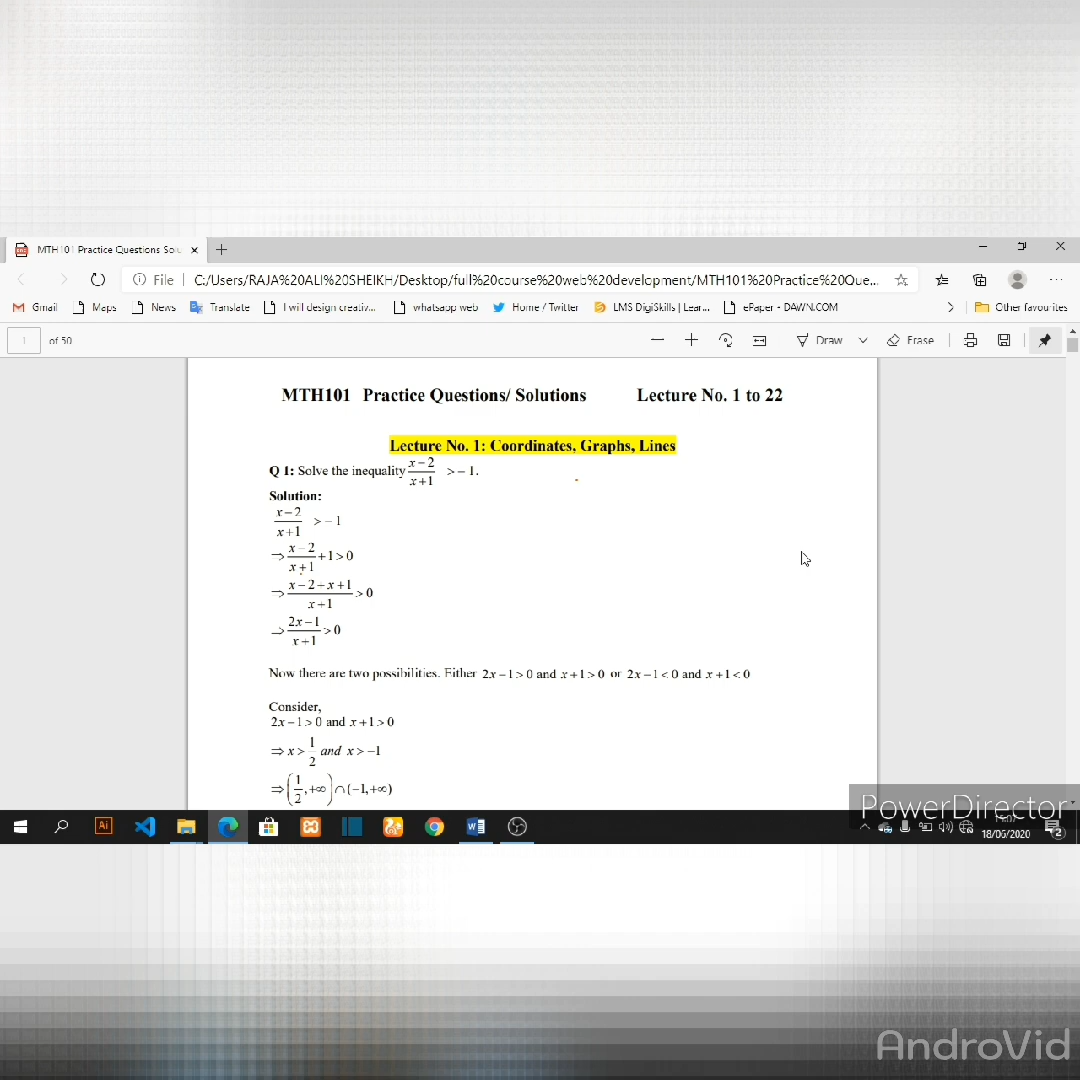 MTH101 Practice Questions Solu
File C:/Users/RAJA%20ALI%20SHEIKH/Desktop/full%20course%20web%20development/MTH101%20Practice%20Que...
Gmail Maps News Translate I will design creativ... whatsapp web Home / Twitter LMS DigiSkills | Lear... ePaper - DAWN.COM Other favourites
1 of 50 Draw Erase
MTH101 Practice Questions/ Solutions Lecture No. 1 to 22
Lecture No. 1: Coordinates, Graphs, Lines
Q 1: Solve the inequality (x−2)/(x+1) > −1.
Solution:
(x−2)/(x+1) > −1
⇒ (x−2)/(x+1) +1 > 0
⇒ (x−2+x+1)/(x+1) > 0
⇒ (2x−1)/(x+1) > 0
Now there are two possibilities. Either 2x−1>0 and x+1>0 or 2x−1<0 and x+1<0
Consider,
2x−1>0 and x+1>0
⇒ x > 1/2 and x > −1
⇒ (1/2, +∞) ∩ (−1, +∞)
PowerDirector
18/06/2020
2
AndroVid